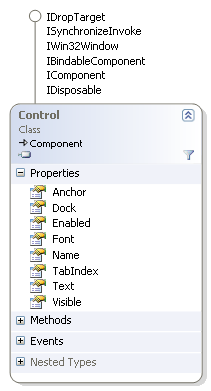 IDropTarget
ISynchronizeInvoke
IWin32Window
IBindableComponent
IComponent
IDisposable
Control
Class
Component
Properties
Anchor
Dock
Enabled
Font
Name
TabIndex
Text
Visible
Methods
Events
Nested Types